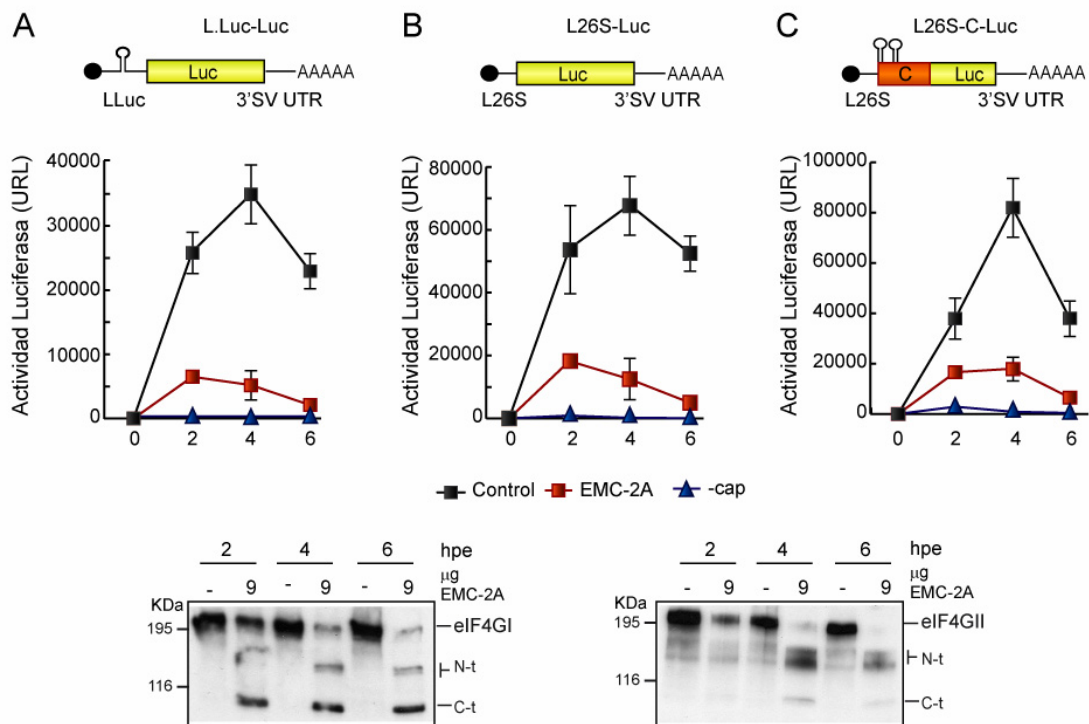 A
L.Luc-Luc
Luc
AAAAA
LLuc
3'SV UTR
Actividad Luciferasa (URL)
40000
30000
20000
10000
0
0 2 4 6
B
L26S-Luc
Luc
AAAAA
L26S
3'SV UTR
Actividad Luciferasa (URL)
80000
60000
40000
20000
0
0 2 4 6
C
L26S-C-Luc
C
Luc
AAAAA
L26S
3'SV UTR
Actividad Luciferasa (URL)
100000
80000
60000
40000
20000
0
0 2 4 6
Control EMC-2A -cap
2 4 6 hpe
- 9 - 9 - 9 µg EMC-2A
KDa
195
116
eIF4GI
N-t
C-t
2 4 6 hpe
- 9 - 9 - 9 µg EMC-2A
KDa
195
116
eIF4GII
N-t
C-t